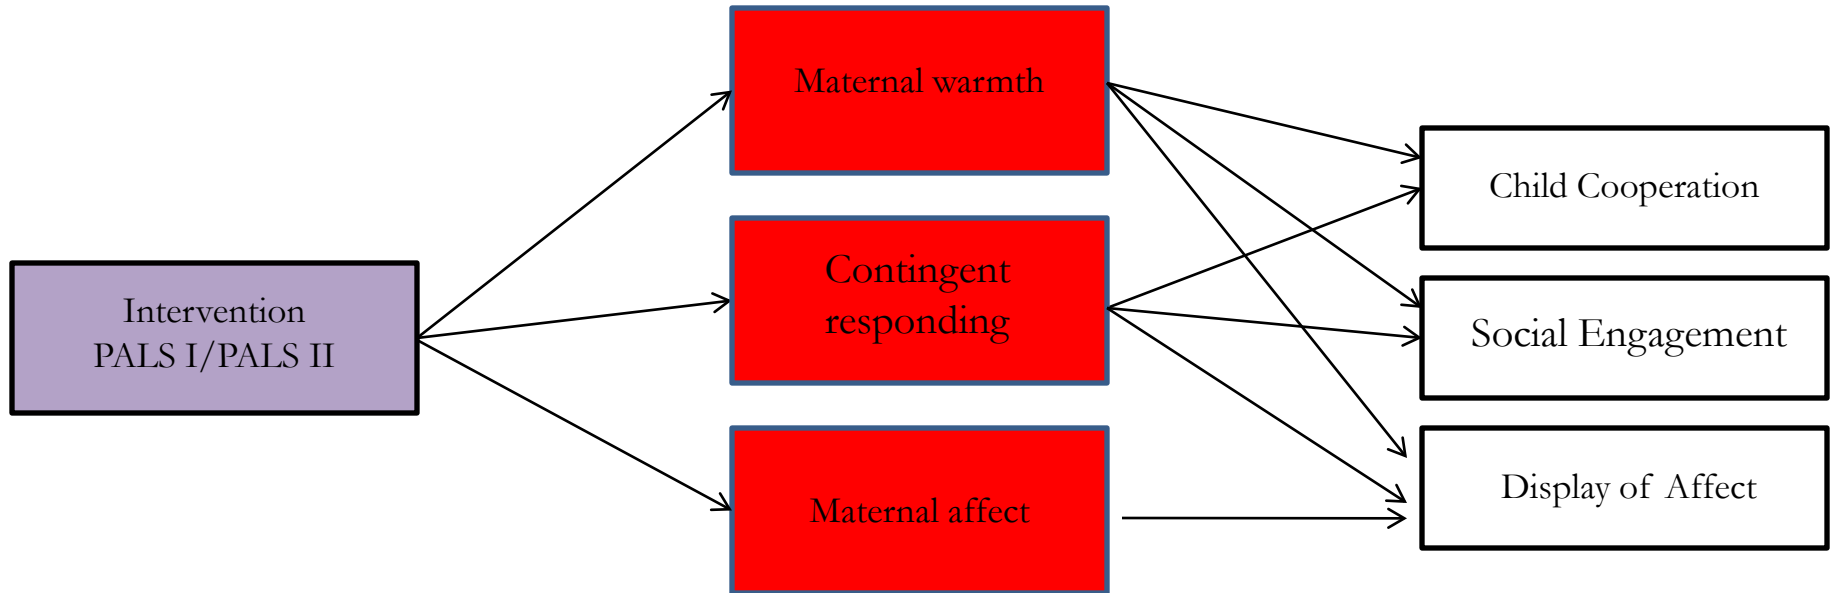 Intervention
PALS I/PALS II
Maternal warmth
Contingent
responding
Maternal affect
Child Cooperation
Social Engagement
Display of Affect